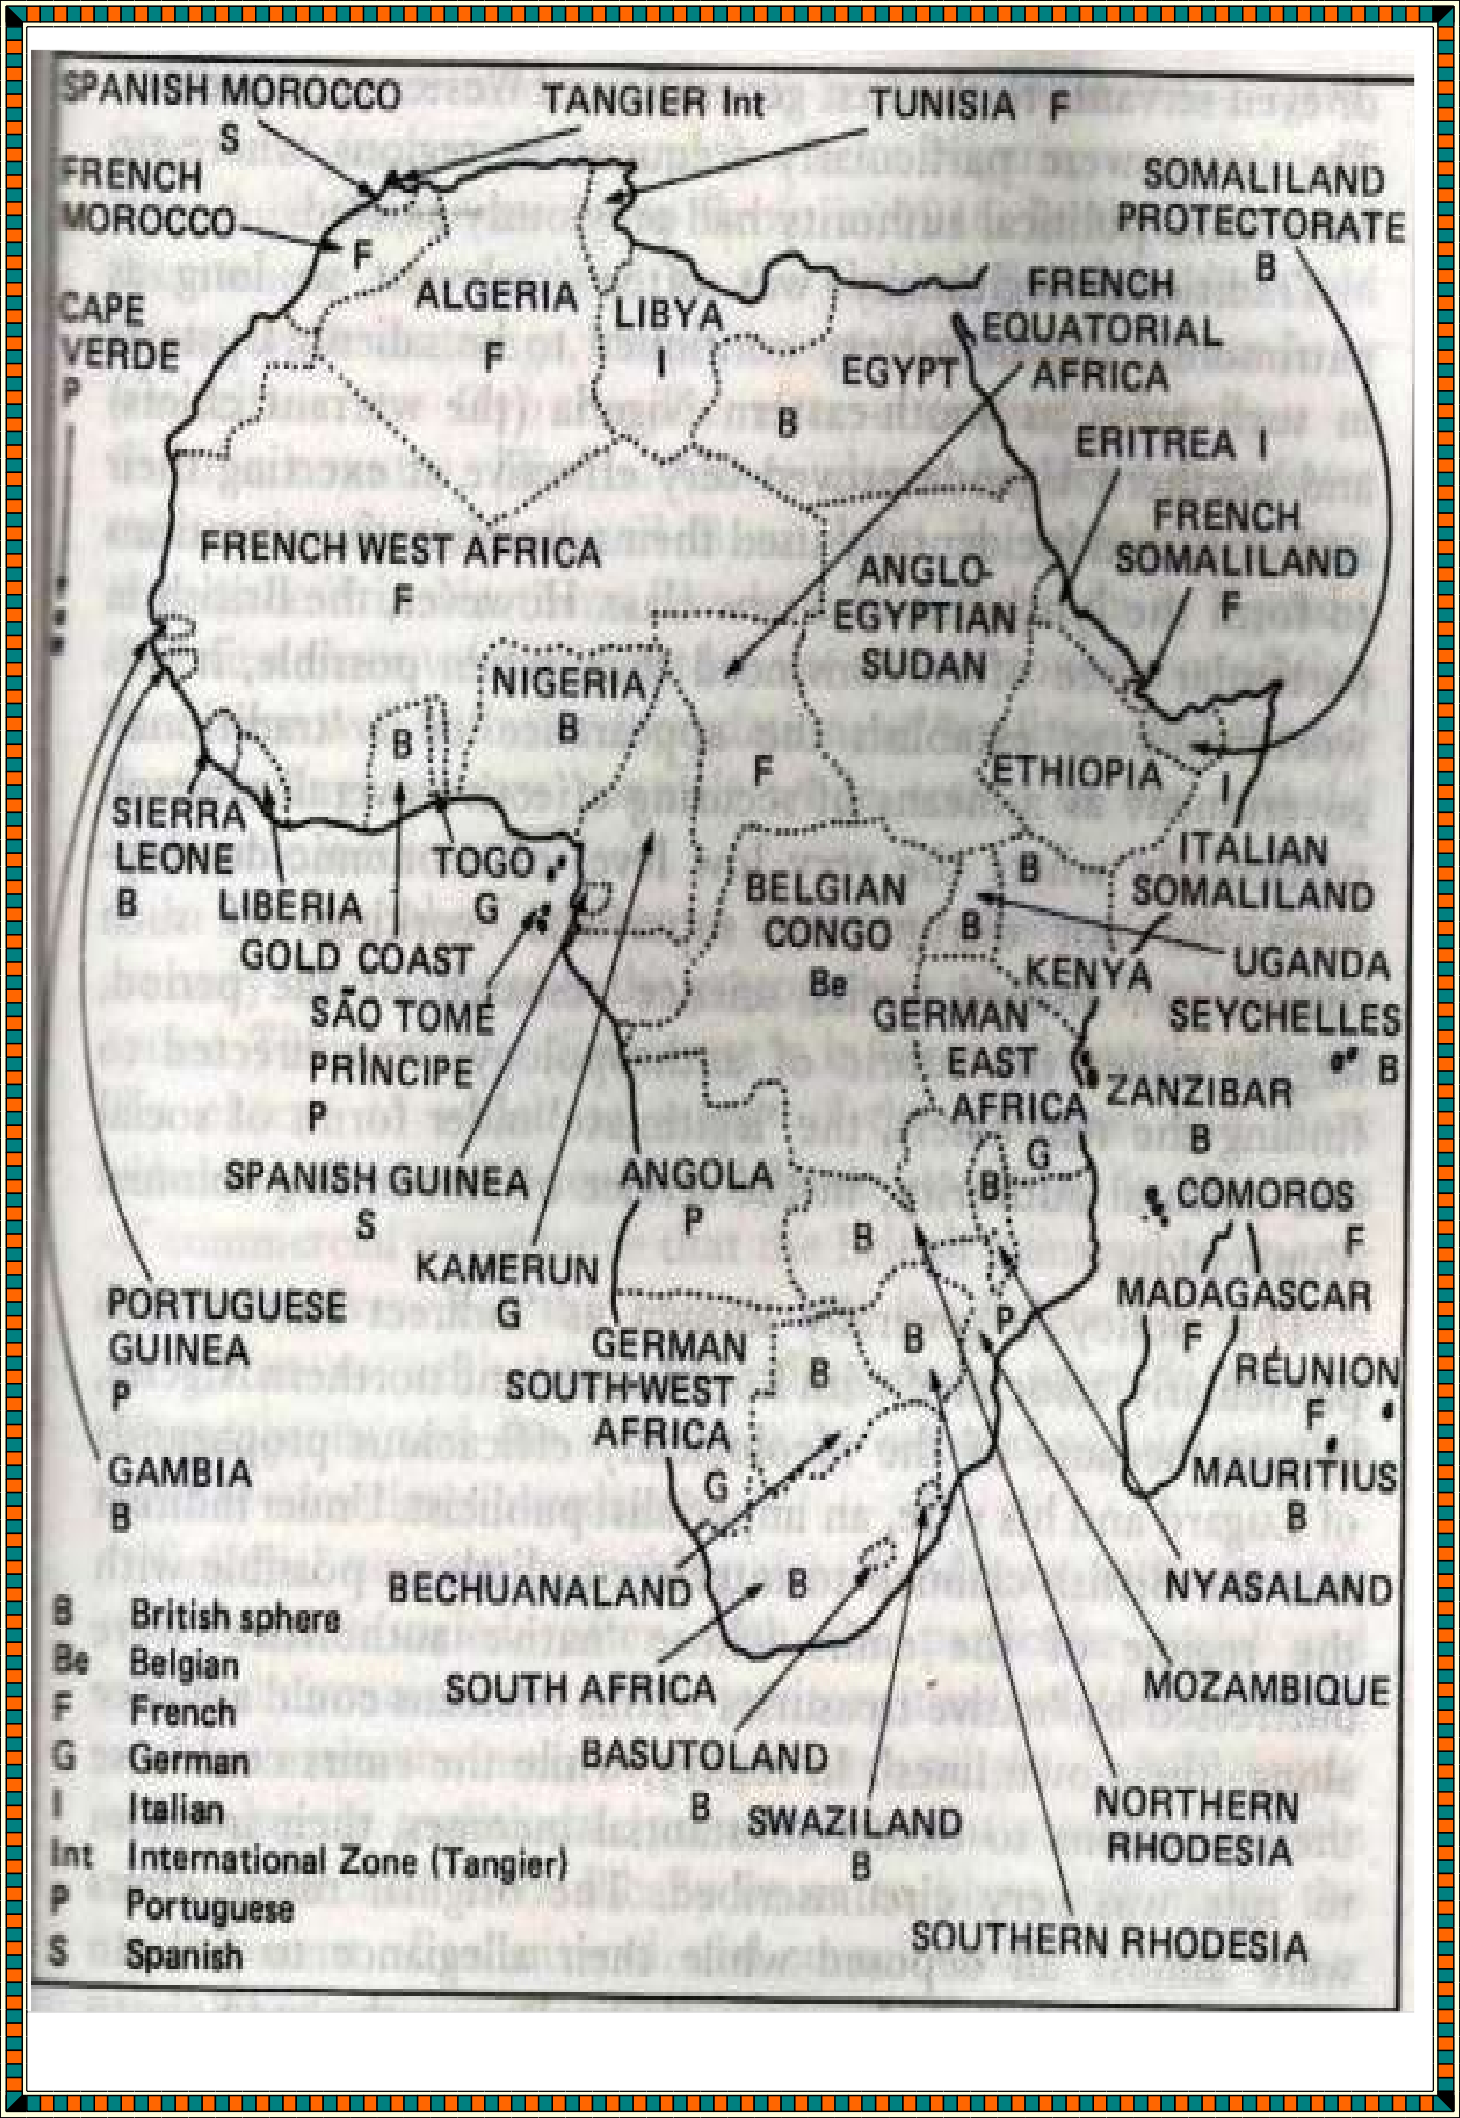 SPANISH MOROCCO
S
TANGIER Int
TUNISIA F
FRENCH
MOROCCO
F
SOMALILAND
PROTECTORATE
B
CAPE
VERDE
P
ALGERIA
F
LIBYA
I
EGYPT
B
FRENCH
EQUATORIAL
AFRICA
ERITREA I
FRENCH
SOMALILAND
F
FRENCH WEST AFRICA
F
ANGLO-
EGYPTIAN
SUDAN
NIGERIA
B
B
F
ETHIOPIA
I
SIERRA
LEONE
B
LIBERIA
GOLD COAST
TOGO
G
BELGIAN
CONGO
Be
B
B
ITALIAN
SOMALILAND
KENYA
UGANDA
SÃO TOMÉ
PRÍNCIPE
P
GERMAN
EAST
AFRICA
G
SEYCHELLES
B
ZANZIBAR
B
SPANISH GUINEA
S
ANGOLA
P
B
B
COMOROS
F
KAMERUN
G
PORTUGUESE
GUINEA
P
GERMAN
SOUTH-WEST
AFRICA
G
B
B
P
MADAGASCAR
F
RÉUNION
F
GAMBIA
B
MAURITIUS
B
BECHUANALAND
B
NYASALAND
SOUTH AFRICA
MOZAMBIQUE
BASUTOLAND
B
SWAZILAND
B
NORTHERN
RHODESIA
SOUTHERN RHODESIA
B British sphere
Be Belgian
F French
G German
I Italian
Int International Zone (Tangier)
P Portuguese
S Spanish